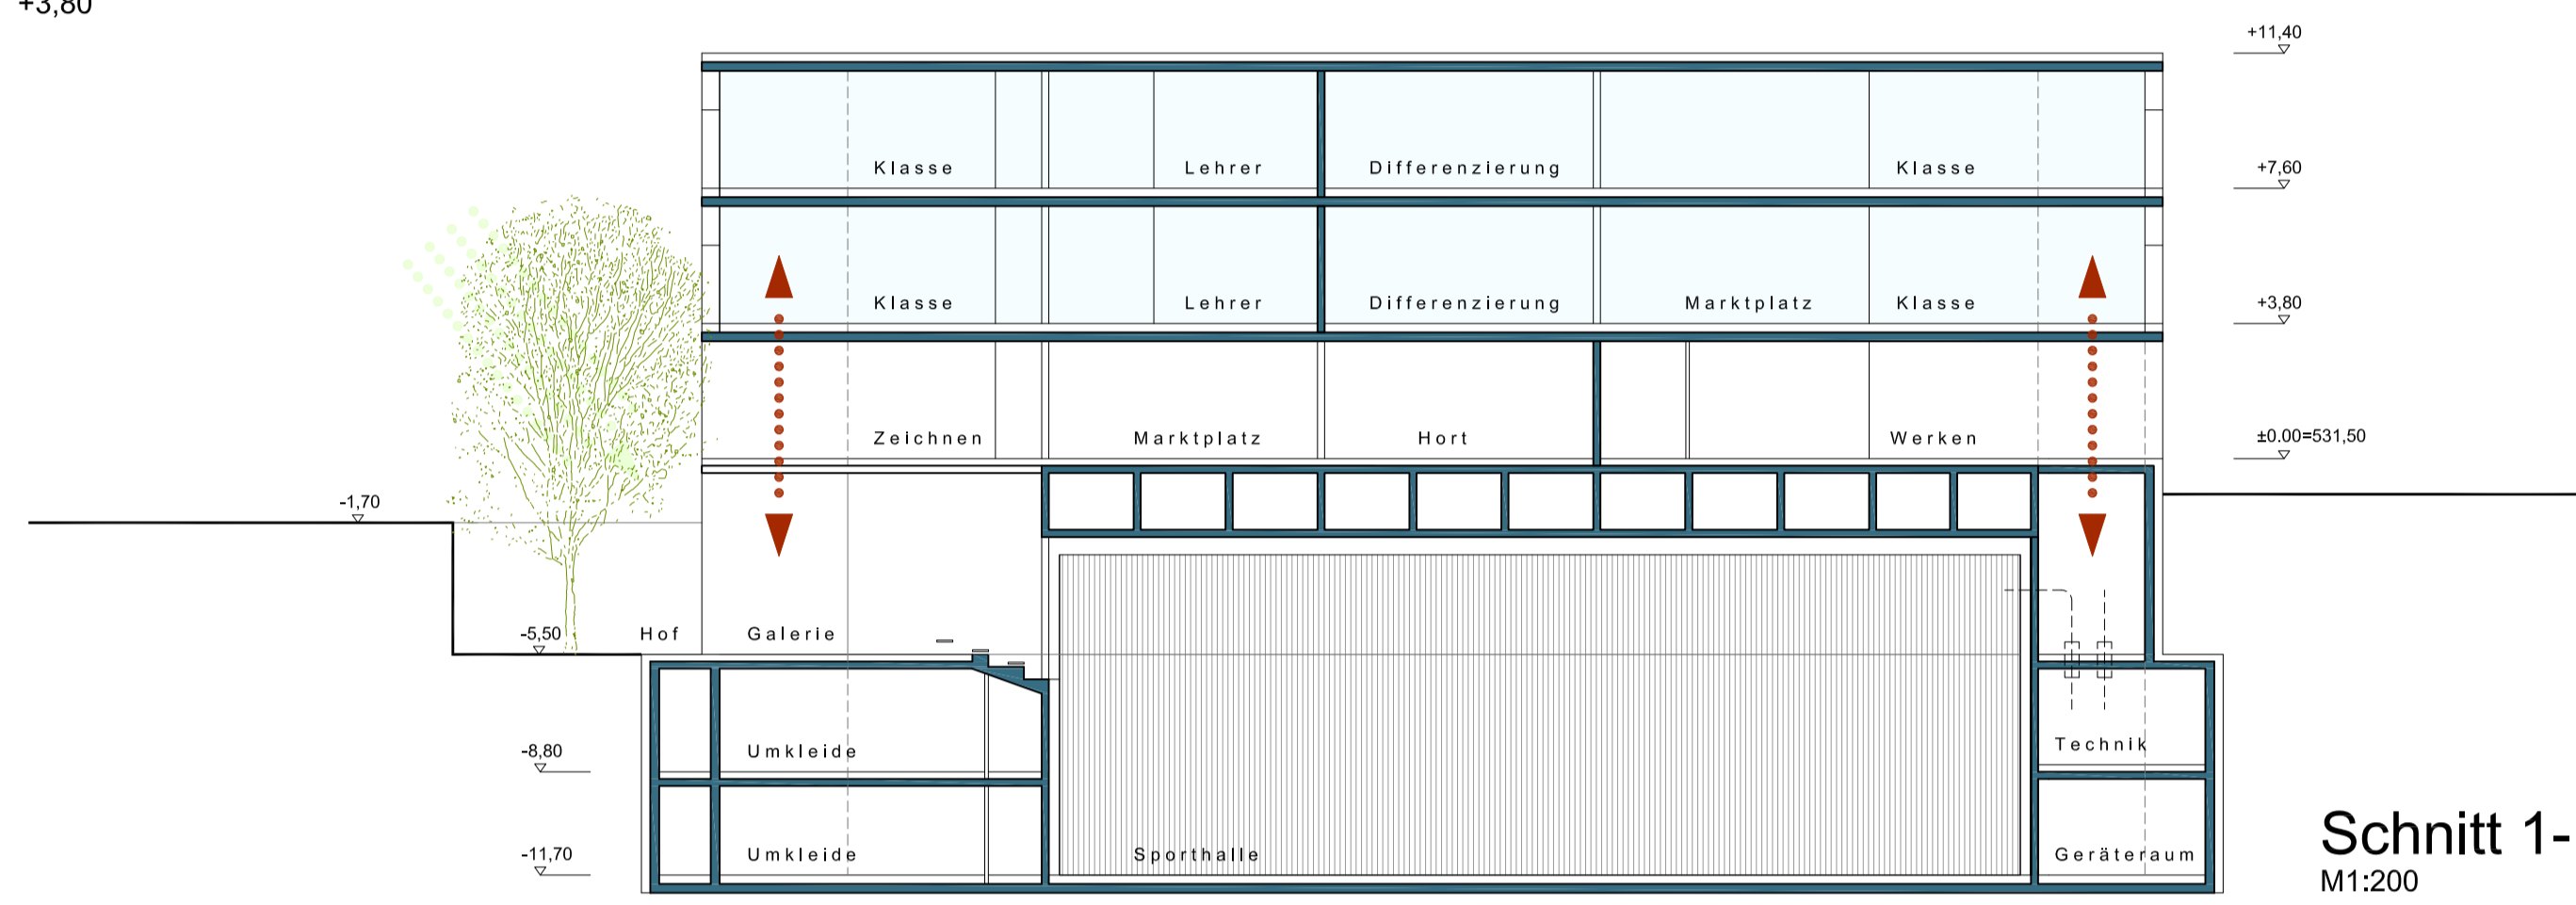 +3,80
+11,40
Klasse Lehrer Differenzierung Klasse +7,60
Klasse Lehrer Differenzierung Marktplatz Klasse +3,80
Zeichnen Marktplatz Hort Werken ±0.00=531,50
-1,70
-5,50 Hof Galerie
-8,80 Umkleide Technik
-11,70 Umkleide Sporthalle Geräteraum
Schnitt 1-
M1:200